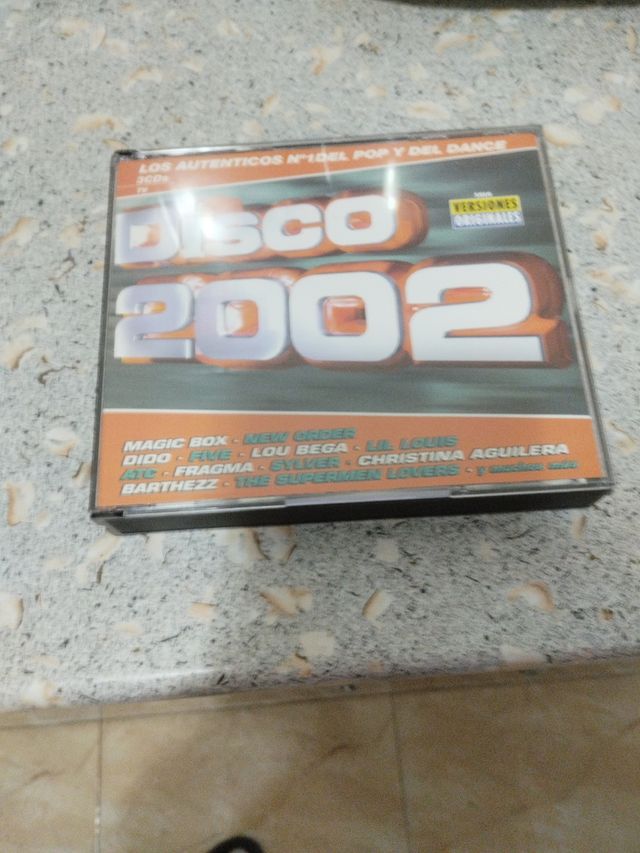 LOS AUTENTICOS Nº1 DEL POP Y DEL DANCE
3CDs
VERSIONES
ORIGINALES
DISCO
2002
MAGIC BOX - NEW ORDER
DIDO - FIVE - LOU BEGA - LIL LOUIS
ATC - FRAGMA - SYLVER - CHRISTINA AGUILERA
BARTHEZZ - THE SUPERMEN LOVERS - y muchos más